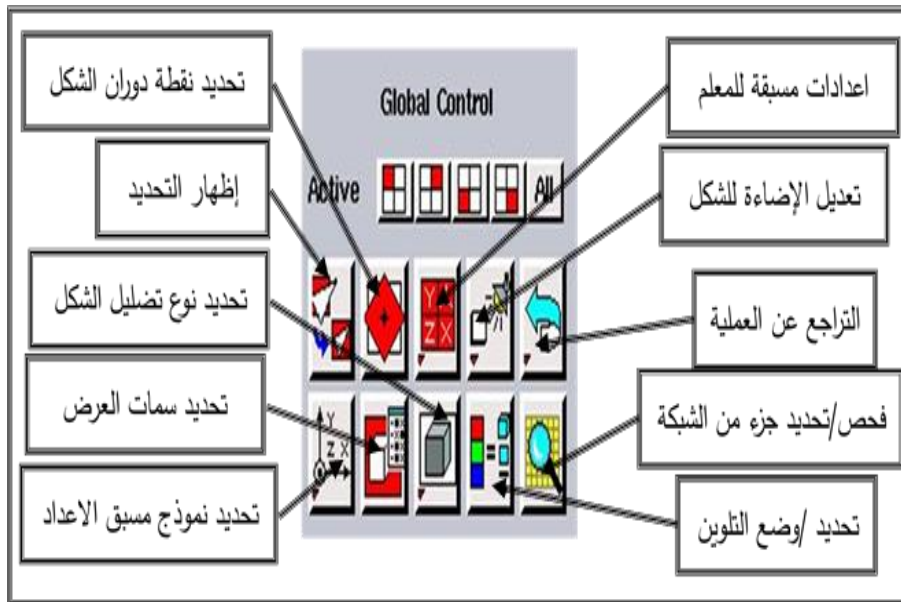 تحديد نقطة دوران الشكل
إظهار التحديد
تحديد نوع تضليل الشكل
تحديد سمات العرض
تحديد نموذج مسبق الاعداد
Global Control
Active
All
Y
Z X
Y
Z X
اعدادات مسبقة للمعلم
تعديل الإضاءة للشكل
التراجع عن العملية
فحص/تحديد جزء من الشبكة
تحديد /وضع التلوين